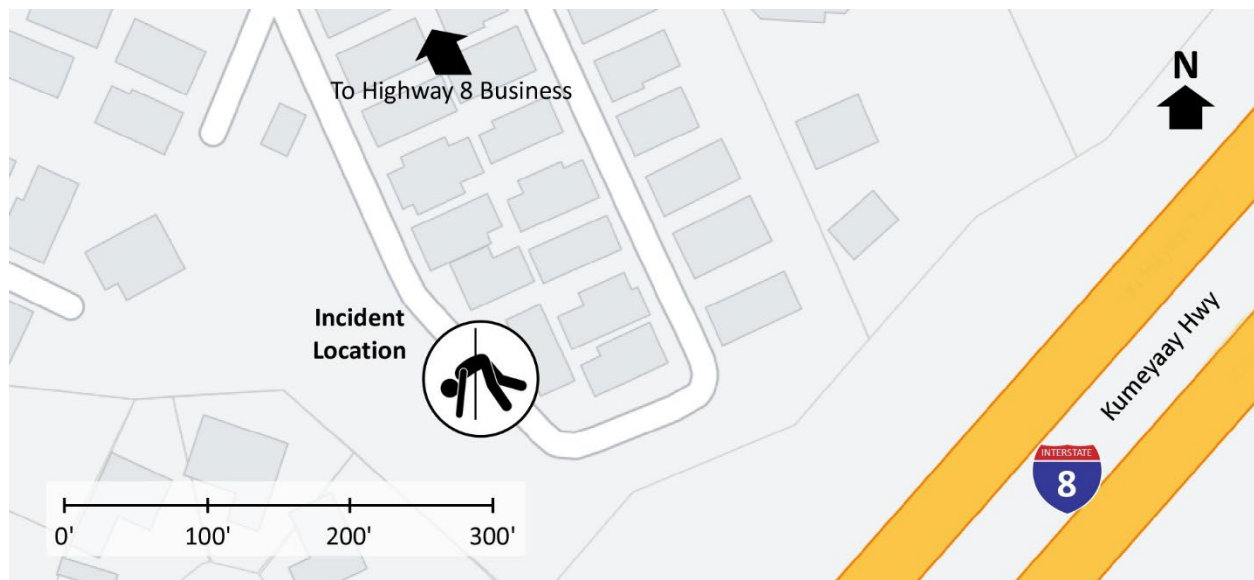 To Highway 8 Business
N
Incident
Location
Kumeyaay Hwy
INTERSTATE
8
0'
100'
200'
300'